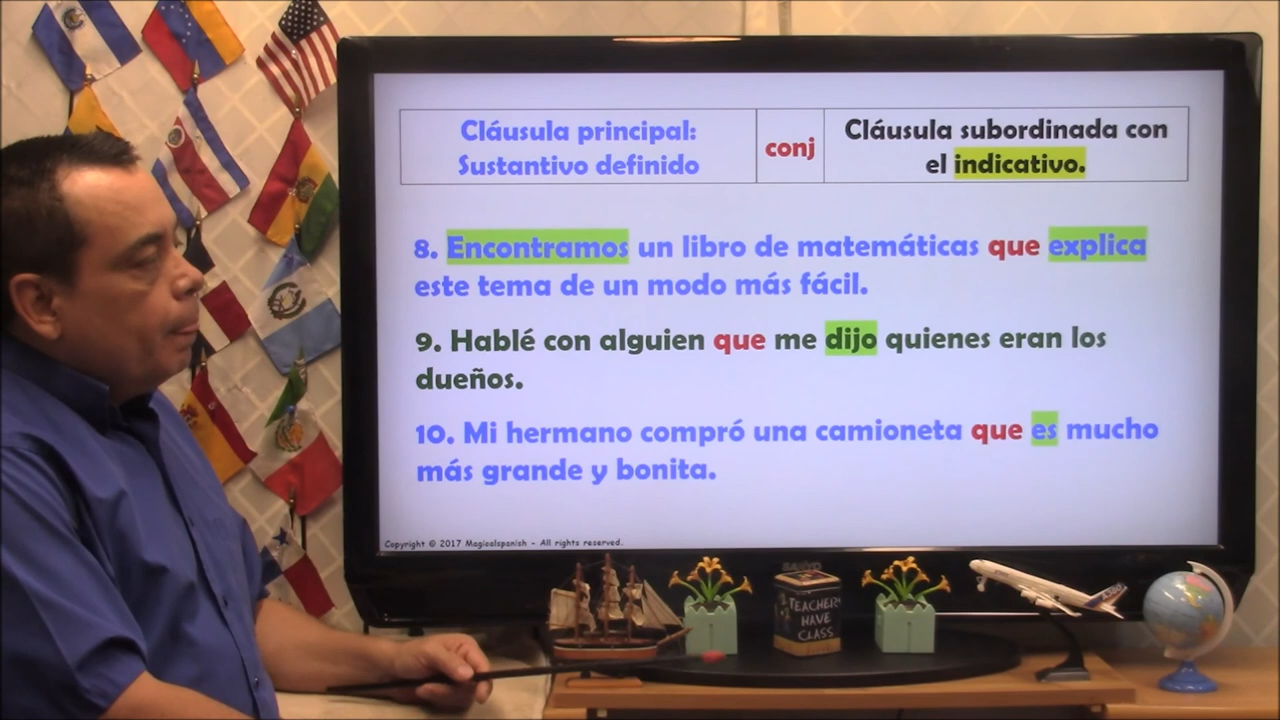 Cláusula principal:
Sustantivo definido
conj
Cláusula subordinada con
el indicativo.
8. Encontramos un libro de matemáticas que explica
este tema de un modo más fácil.
9. Hablé con alguien que me dijo quienes eran los
dueños.
10. Mi hermano compró una camioneta que es mucho
más grande y bonita.
Copyright © 2017 Magicalspanish - All rights reserved.
SANYO
TEACHERS
HAVE
CLASS